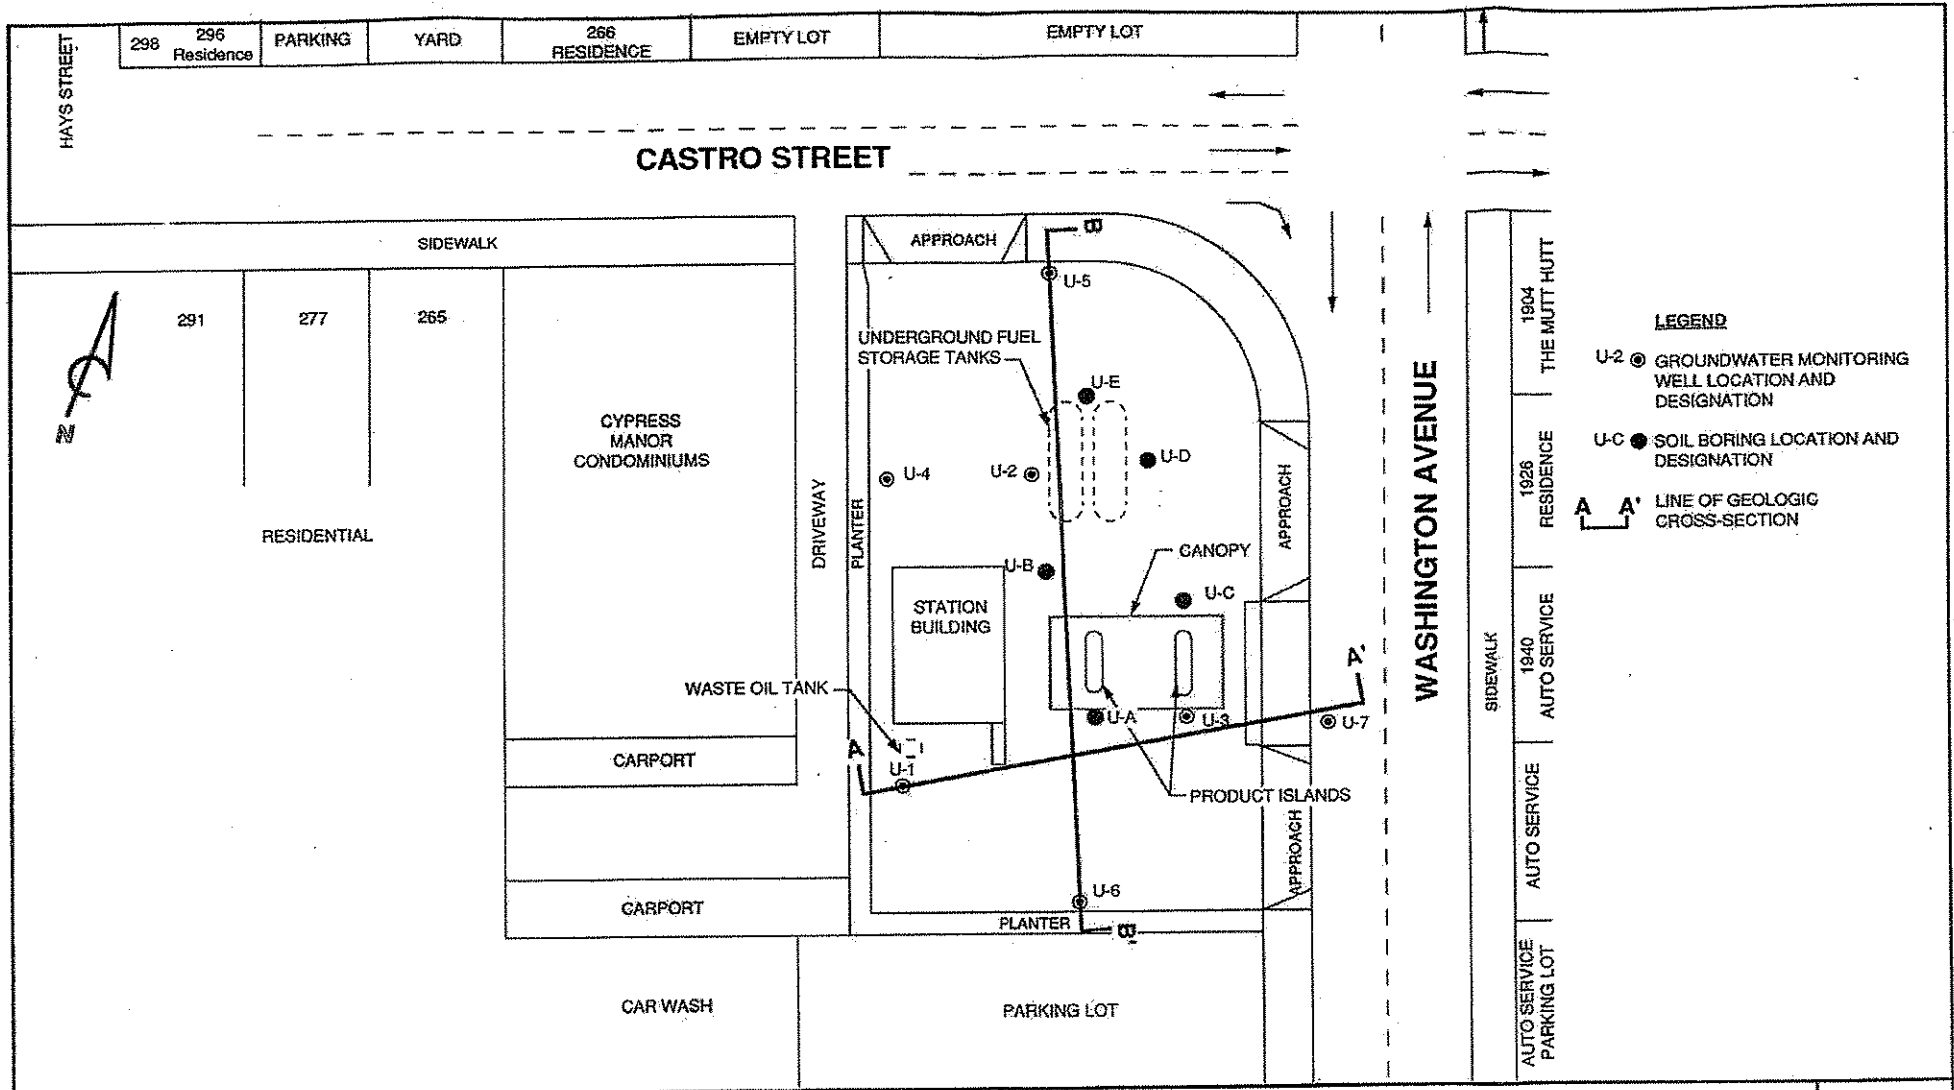 HAYS STREET
298
296
Residence
PARKING
YARD
266
RESIDENCE
EMPTY LOT
EMPTY LOT
CASTRO STREET
SIDEWALK
APPROACH
B
U-5
291
277
265
N
UNDERGROUND FUEL
STORAGE TANKS
U-E
CYPRESS
MANOR
CONDOMINIUMS
U-4
U-2
U-D
RESIDENTIAL
DRIVEWAY
PLANTER
APPROACH
CANOPY
U-B
U-C
STATION
BUILDING
WASTE OIL TANK
A'
U-A
U-3
U-7
CARPORT
A
U-1
PRODUCT ISLANDS
APPROACH
CARPORT
U-6
PLANTER
B'
CAR WASH
PARKING LOT
WASHINGTON AVENUE
SIDEWALK
1904
THE MUTT HUTT
1926
RESIDENCE
1940
AUTO SERVICE
AUTO SERVICE
AUTO SERVICE
PARKING LOT
LEGEND
U-2 GROUNDWATER MONITORING
WELL LOCATION AND
DESIGNATION
U-C SOIL BORING LOCATION AND
DESIGNATION
A A' LINE OF GEOLOGIC
CROSS-SECTION